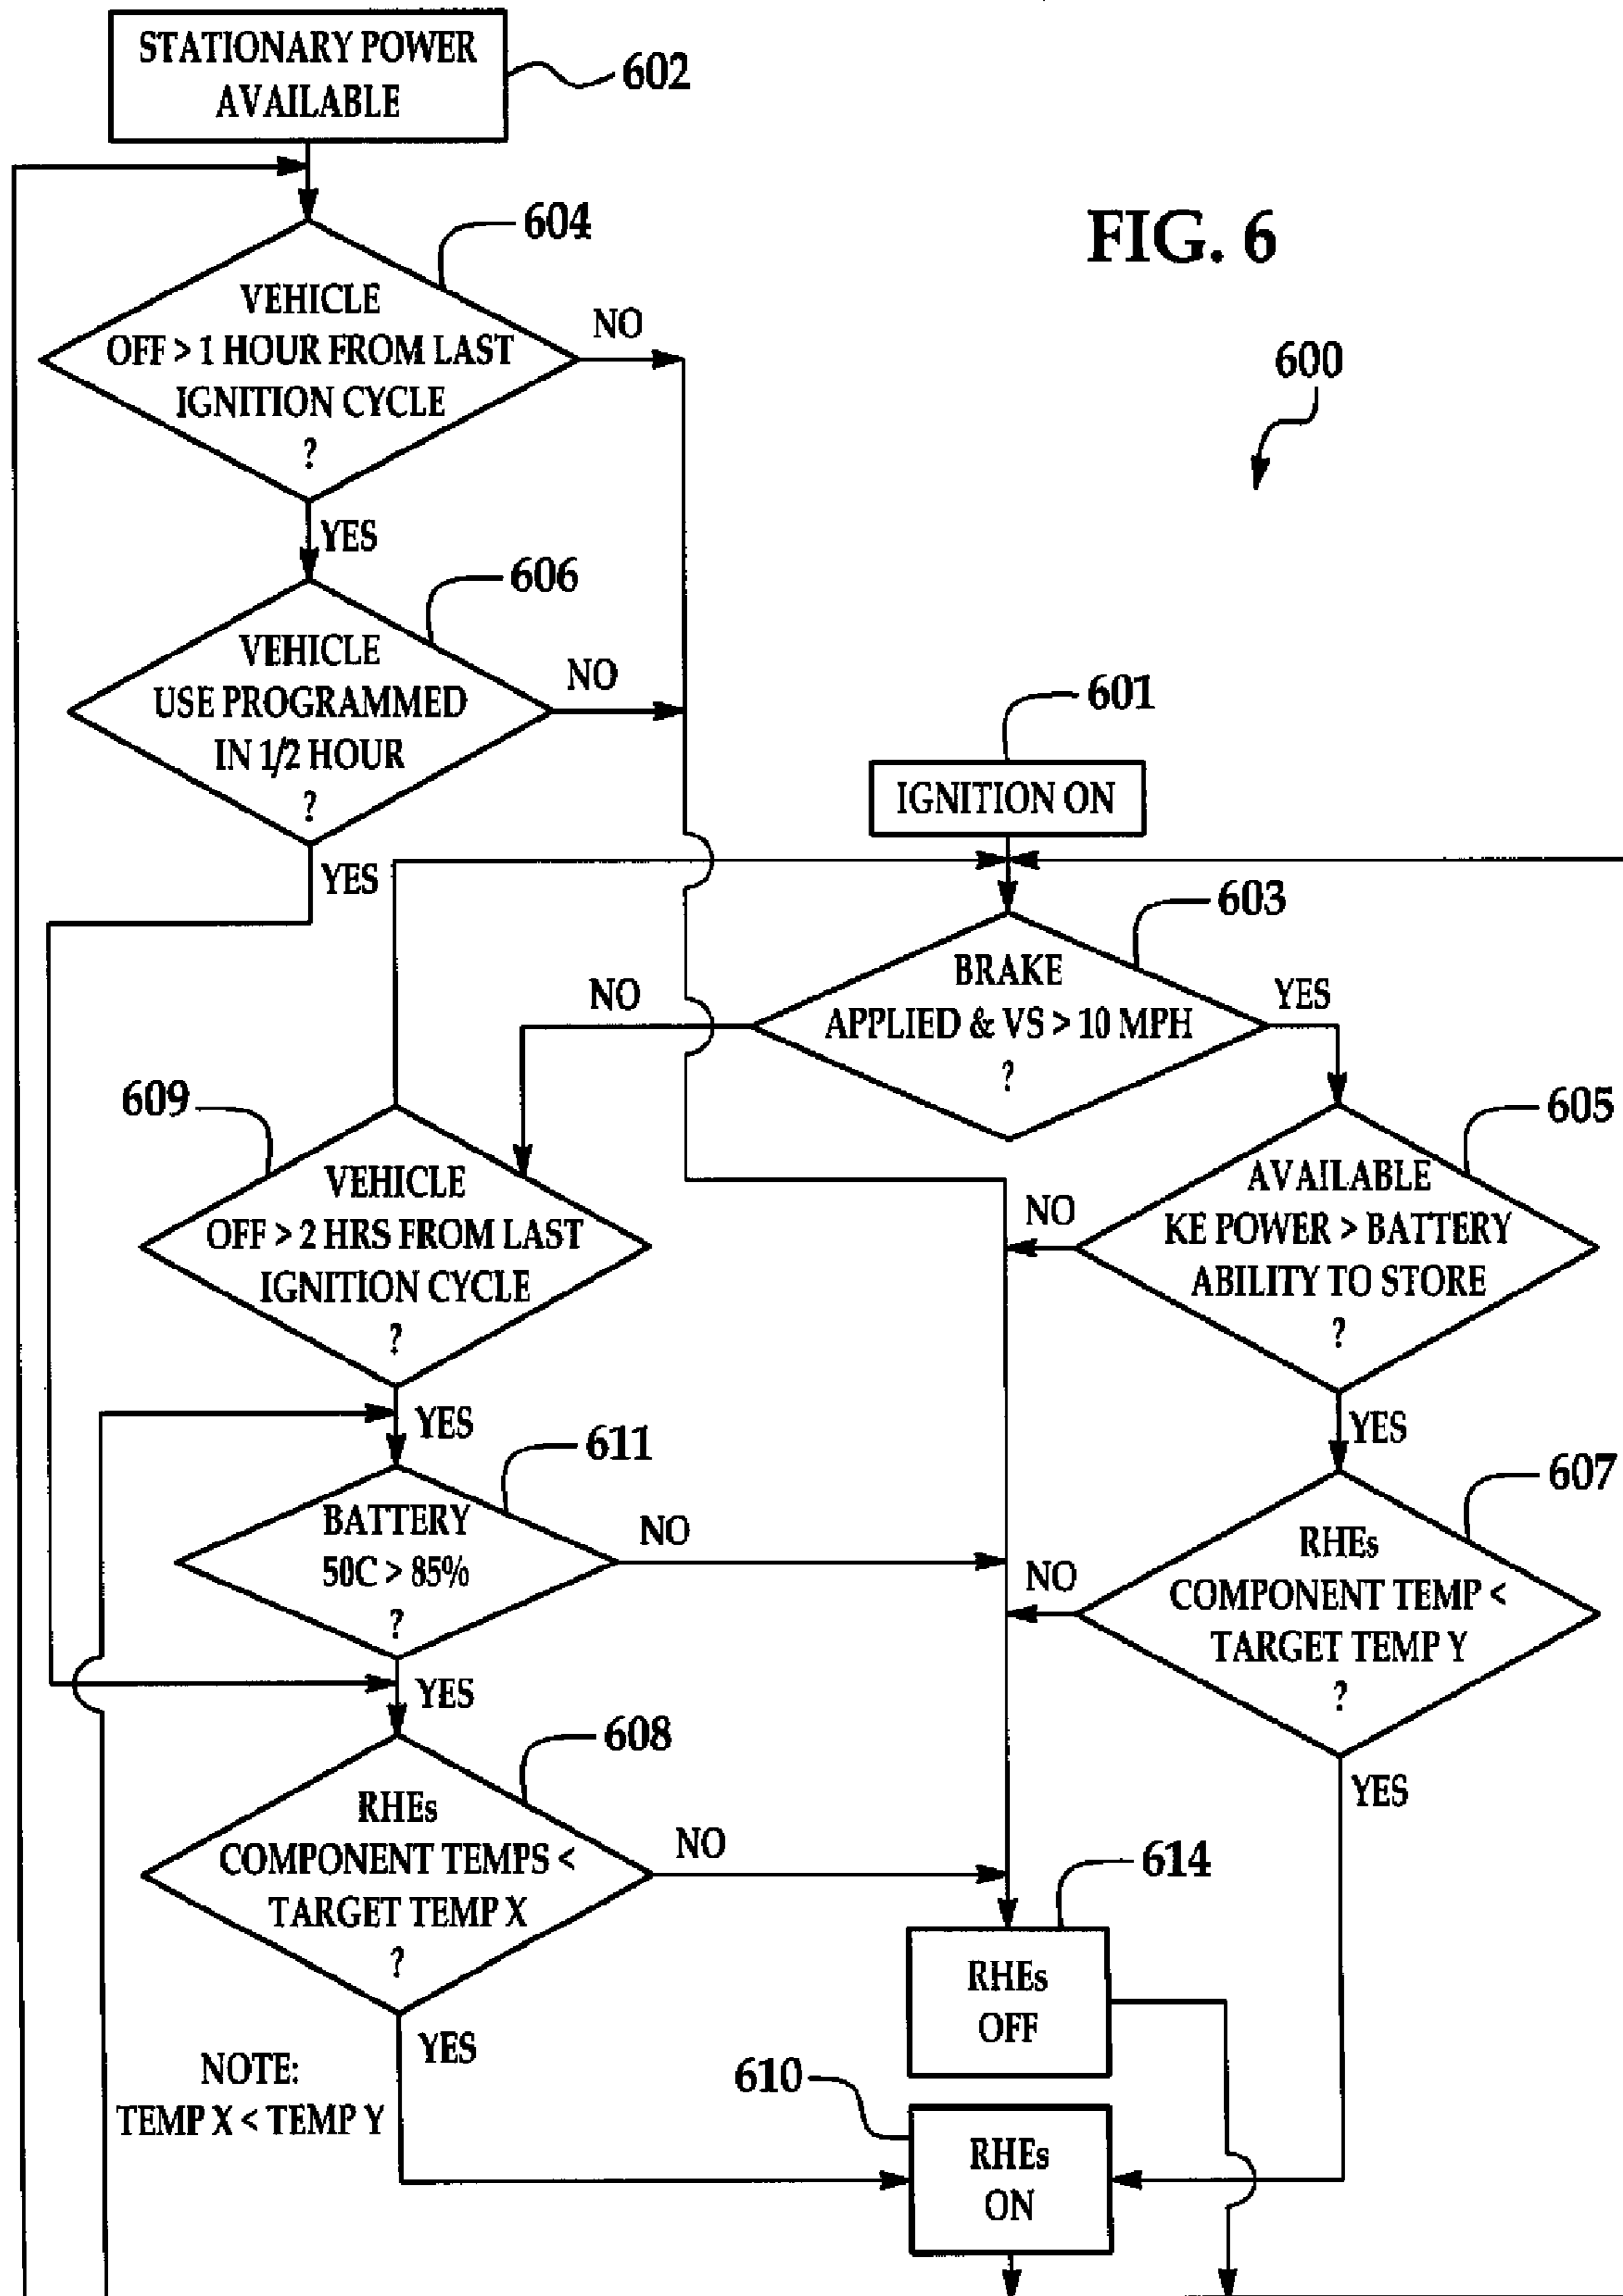 STATIONARY POWER
AVAILABLE
602
604
VEHICLE
OFF > 1 HOUR FROM LAST
IGNITION CYCLE
?
NO
YES
FIG. 6
600
606
VEHICLE
USE PROGRAMMED
IN 1/2 HOUR
?
NO
YES
601
IGNITION ON
603
BRAKE
APPLIED & VS > 10 MPH
?
NO
YES
609
VEHICLE
OFF > 2 HRS FROM LAST
IGNITION CYCLE
?
YES
605
AVAILABLE
KE POWER > BATTERY
ABILITY TO STORE
?
NO
YES
611
BATTERY
50C > 85%
?
NO
YES
607
RHEs
COMPONENT TEMP <
TARGET TEMP Y
?
NO
YES
608
RHEs
COMPONENT TEMPS <
TARGET TEMP X
?
NO
YES
614
RHEs
OFF
610
RHEs
ON
NOTE:
TEMP X < TEMP Y